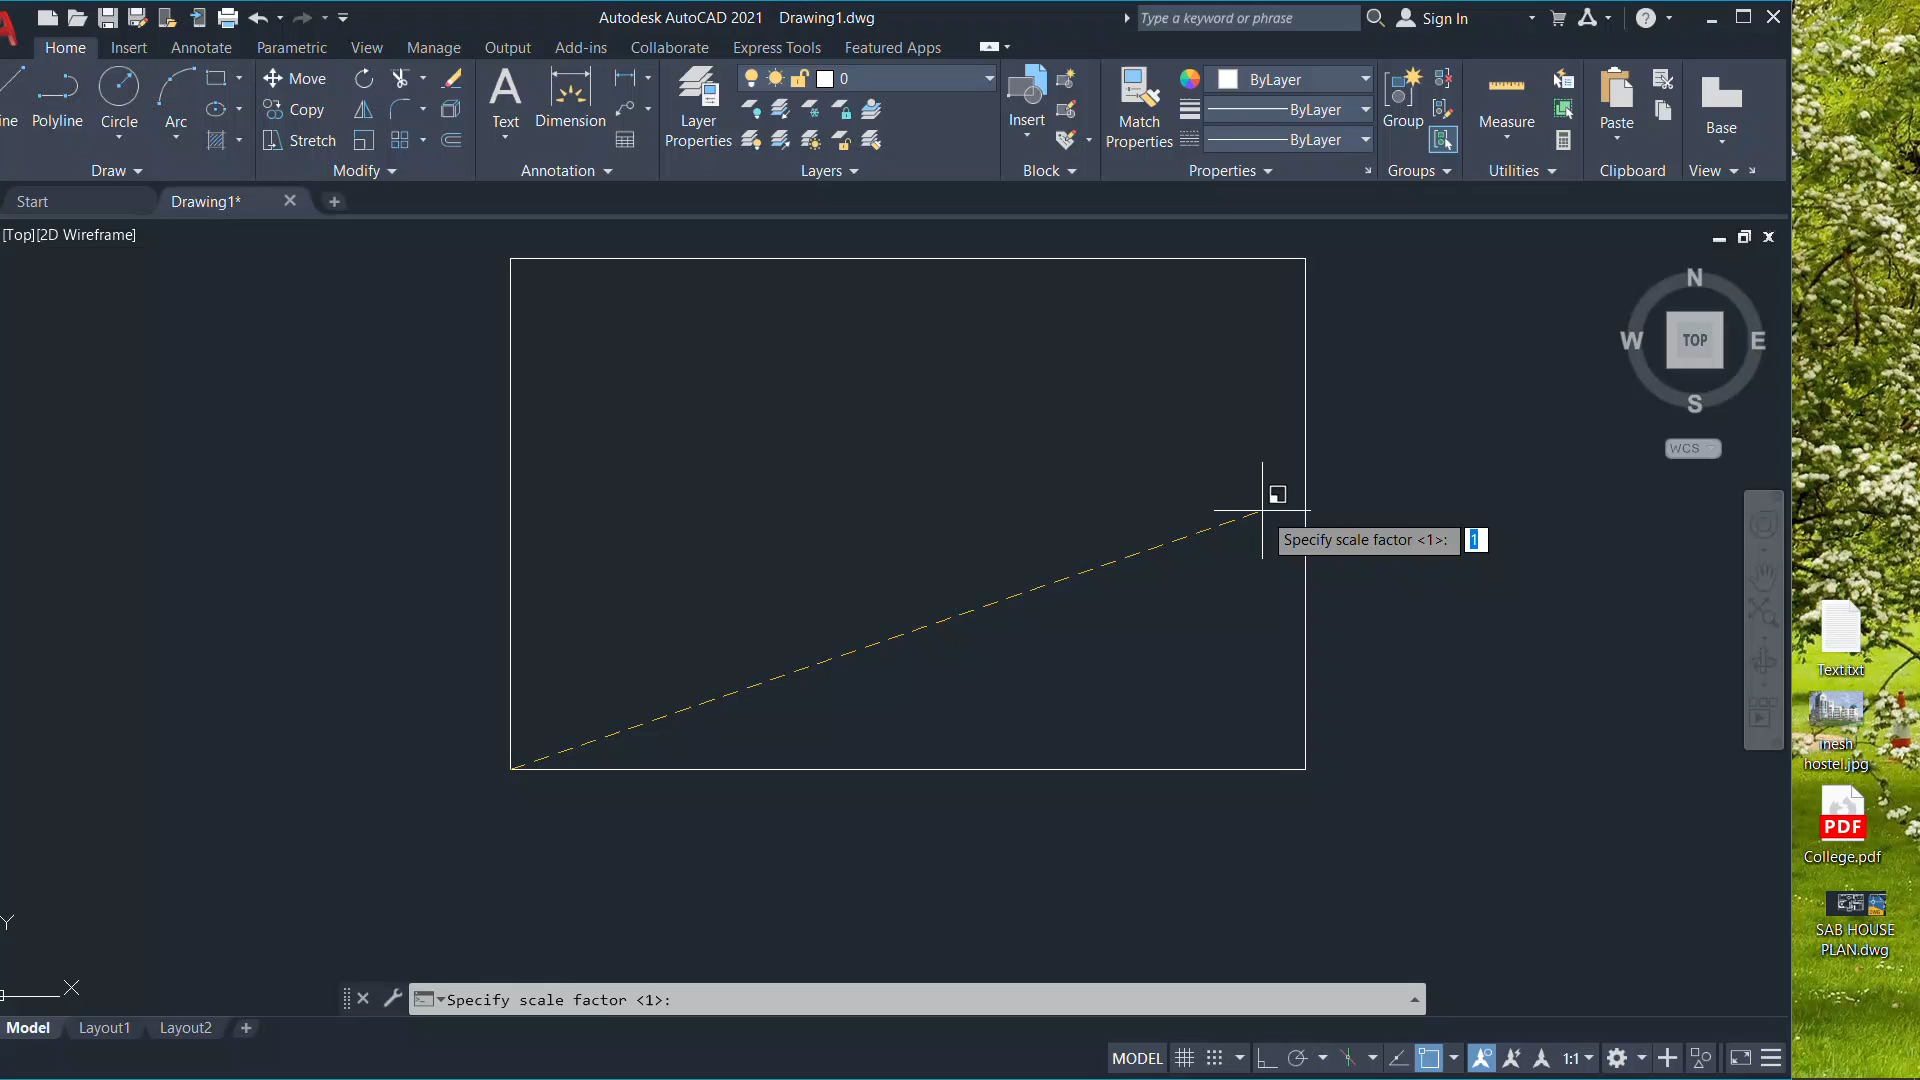 Autodesk AutoCAD 2021 Drawing1.dwg
Type a keyword or phrase
Sign In
Home Insert Annotate Parametric View Manage Output Add-ins Collaborate Express Tools Featured Apps
Move
0
ByLayer
Copy
ByLayer
Polyline Circle Arc
Text Dimension
Layer
Properties
Insert
Match
Properties
Group
Measure
Paste
Base
Stretch
ByLayer
Draw Modify Annotation Layers Block Properties Groups Utilities Clipboard View
Start Drawing1*
[Top][2D Wireframe]
N
W TOP E
S
WCS
Specify scale factor <1>: 1
Text.txt
hostel.jpg
PDF
College.pdf
SAB HOUSE
PLAN.dwg
Y
X
Specify scale factor <1>:
Model Layout1 Layout2
MODEL 1:1